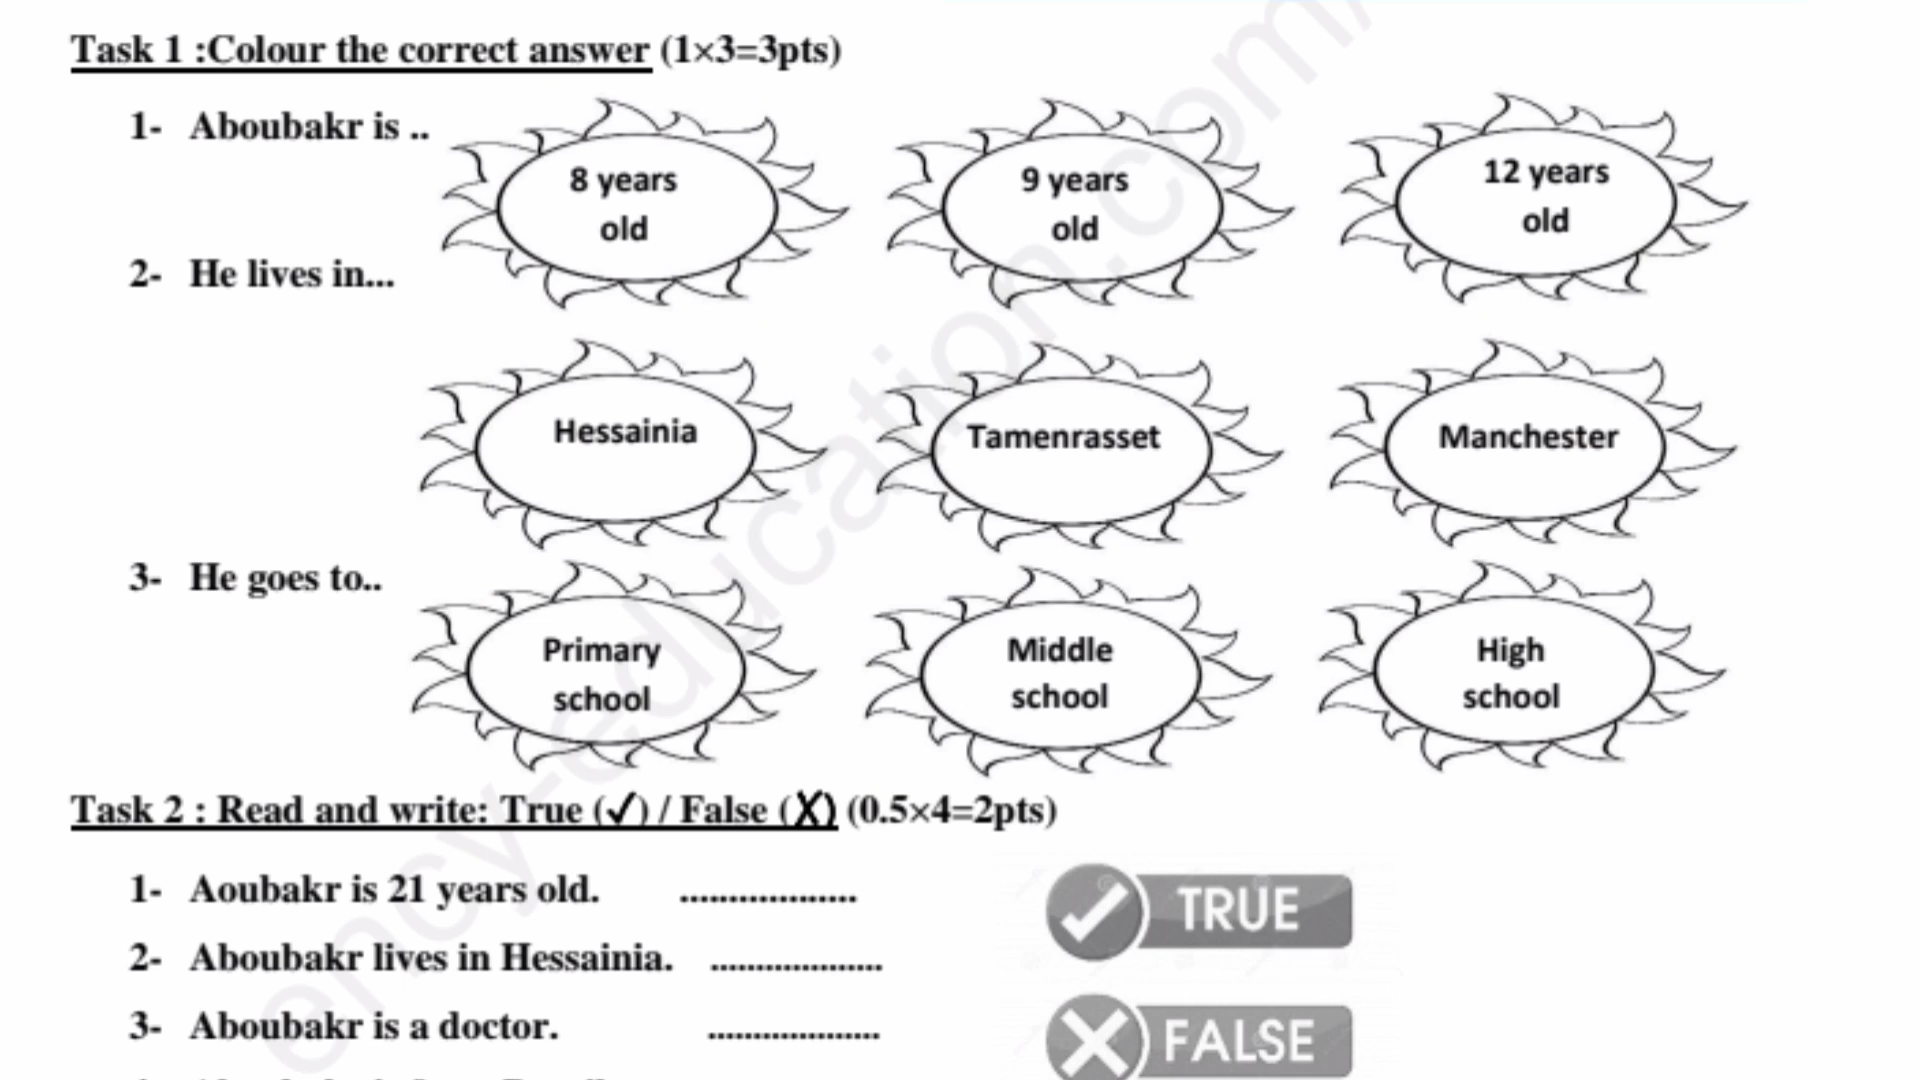 Task 1 :Colour the correct answer (1×3=3pts)
1- Aboubakr is ..
8 years
old
9 years
old
12 years
old
2- He lives in...
Hessainia
Tamenrasset
Manchester
3- He goes to..
Primary
school
Middle
school
High
school
Task 2 : Read and write: True (✓) / False (X) (0.5×4=2pts)
1- Aoubakr is 21 years old. ...................
2- Aboubakr lives in Hessainia. ...................
3- Aboubakr is a doctor. ...................
TRUE
FALSE
ency-education.com/